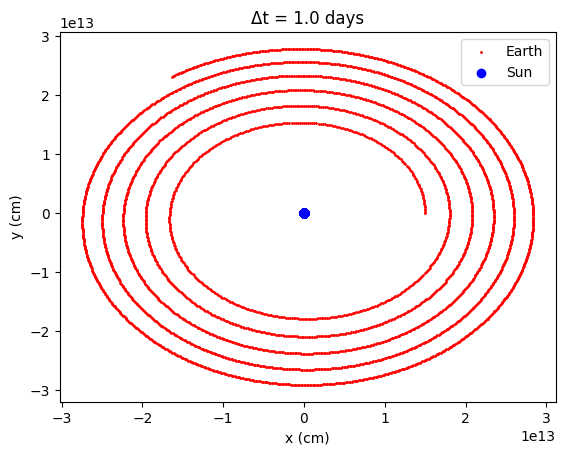 Δt = 1.0 days
1e13
Earth
Sun
3
2
1
0
−1
−2
−3
y (cm)
−3 −2 −1 0 1 2 3
x (cm)
1e13